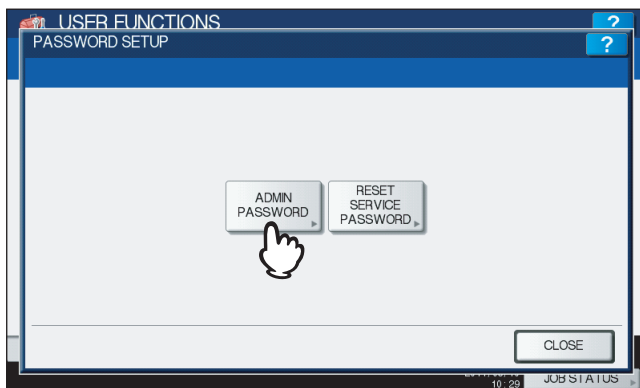 USER FUNCTIONS
?
PASSWORD SETUP
?
ADMIN
PASSWORD
RESET
SERVICE
PASSWORD
CLOSE
10 : 29
JOB STATUS